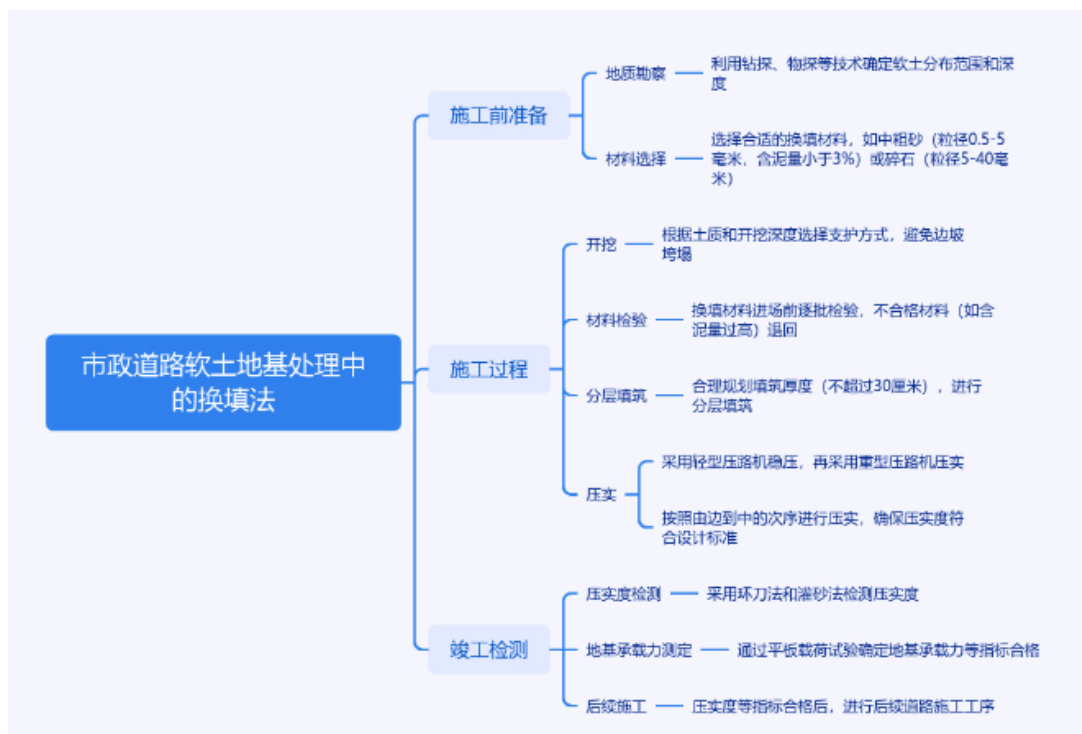 市政道路软土地基处理中
的换填法
施工前准备
地质勘察
利用钻探、物探等技术确定软土分布范围和深
度
材料选择
选择合适的换填材料，如中粗砂（粒径0.5-5
毫米，含泥量小于3%）或碎石（粒径5-40毫
米）
施工过程
开挖
根据土质和开挖深度选择支护方式，避免边坡
垮塌
材料检验
换填材料进场前逐批检验，不合格材料（如含
泥量过高）退回
分层填筑
合理规划填筑厚度（不超过30厘米），进行
分层填筑
压实
采用轻型压路机稳压，再采用重型压路机压实
按照由边到中的次序进行压实，确保压实度符
合设计标准
竣工检测
压实度检测
采用环刀法和灌砂法检测压实度
地基承载力测定
通过平板载荷试验确定地基承载力等指标合格
后续施工
压实度等指标合格后，进行后续道路施工工序